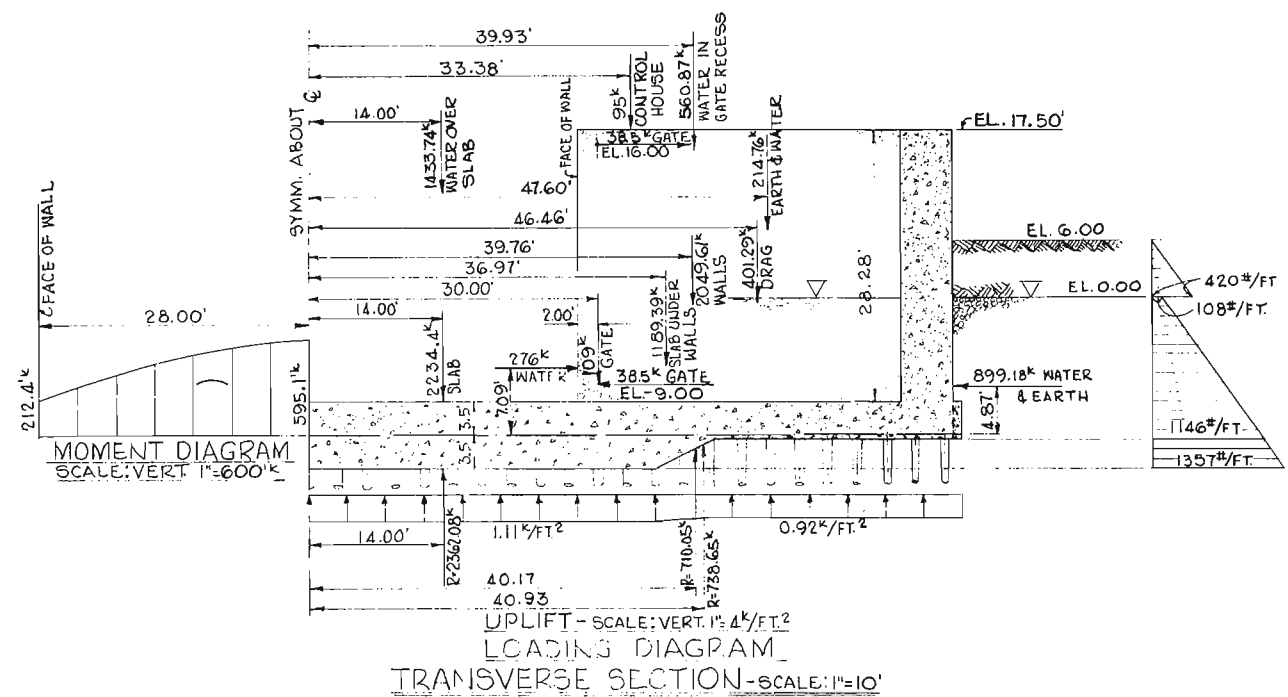 39.93'
33.38'
14.00'
SYMM. ABOUT ℄
1433.74ᵏ
WATER OVER
SLAB
FACE OF WALL
95ᵏ
CONTROL
HOUSE
560.87ᵏ
WATER IN
GATE RECESS
38.5ᵏ GATE
EL.16.00
EL. 17.50'
47.60'
214.76ᵏ
EARTH & WATER
46.46'
39.76'
36.97'
30.00'
14.00'
2.00'
2049.61ᵏ
WALLS
401.29ᵏ
DRAG
28.28'
EL. 6.00
EL. 0.00
420#/FT
108#/FT.
℄ FACE OF WALL
28.00'
212.4'ᵏ
595.1'ᵏ
MOMENT DIAGRAM
SCALE: VERT. 1"=600'ᵏ
2234.4ᵏ
SLAB
3.5'
3.5'
276ᵏ
WATER
7.09'
109ᵏ
GATE
1189.39ᵏ
SLAB UNDER
WALLS
38.5ᵏ GATE
EL-9.00
899.18ᵏ WATER
& EARTH
4.87'
1146#/FT-
1357#/FT.
1.11ᵏ/FT.²
0.92ᵏ/FT.²
14.00'
R=2362.08ᵏ
R=710.05ᵏ
R=738.65ᵏ
40.17
40.93
UPLIFT - SCALE: VERT. 1"=4ᵏ/FT.²
LOADING DIAGRAM
TRANSVERSE SECTION - SCALE: 1"=10'